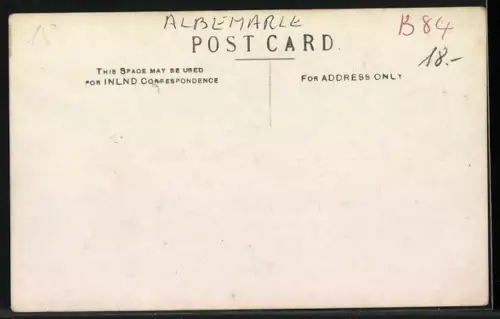 ALBEMARLE
B84
POST CARD.
18.-
THIS SPACE MAY BE USED
FOR INLND CORRESPONDENCE
FOR ADDRESS ONLY